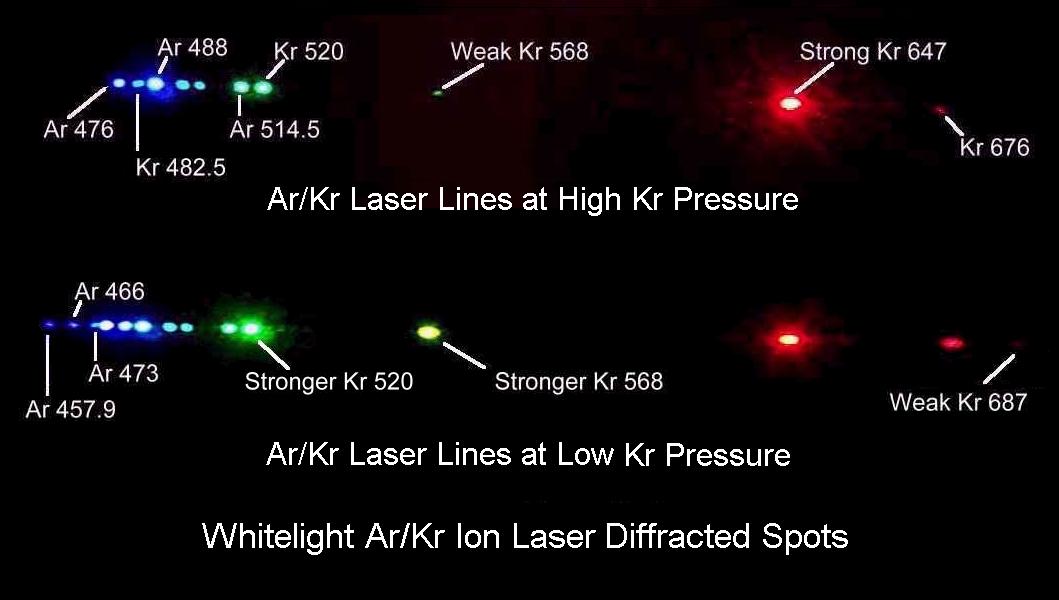 Ar 488
Kr 520
Weak Kr 568
Strong Kr 647
Ar 476
Ar 514.5
Kr 676
Kr 482.5
Ar/Kr Laser Lines at High Kr Pressure
Ar 466
Ar 473
Stronger Kr 520
Stronger Kr 568
Weak Kr 687
Ar 457.9
Ar/Kr Laser Lines at Low Kr Pressure
Whitelight Ar/Kr Ion Laser Diffracted Spots